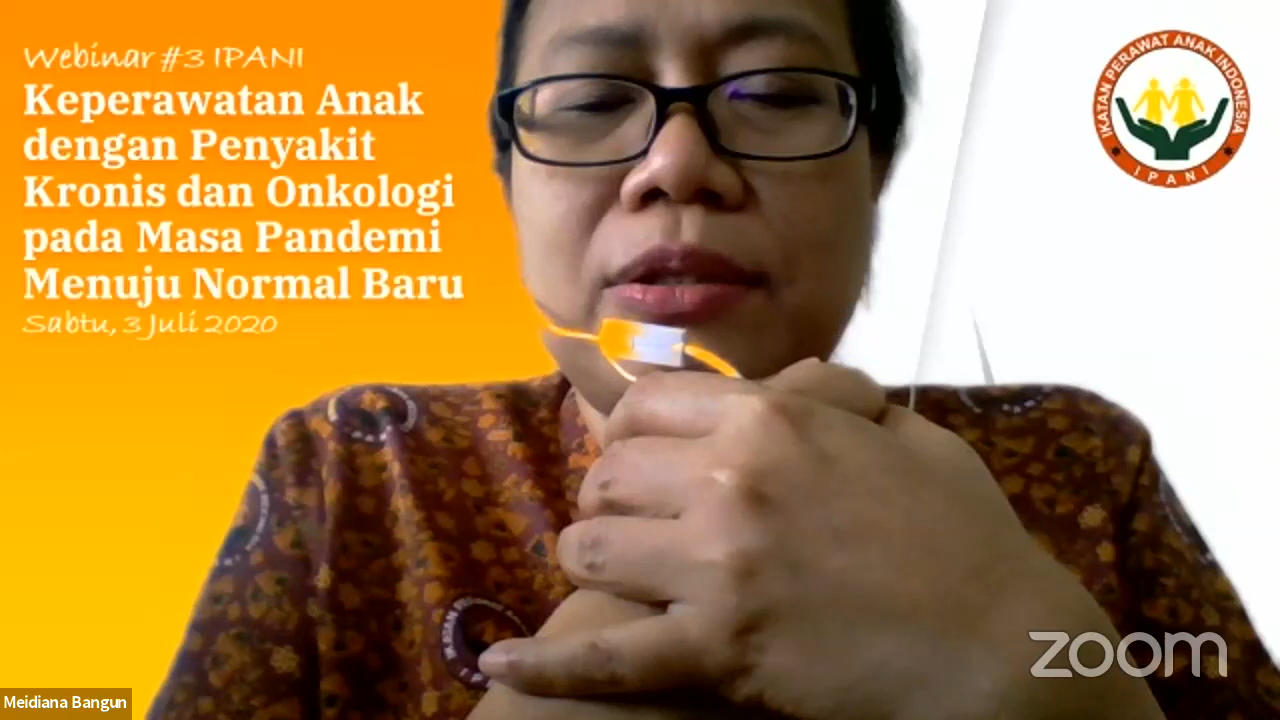 Webinar #3 IPANI
Keperawatan Anak
dengan Penyakit
Kronis dan Onkologi
pada Masa Pandemi
Menuju Normal Baru
Sabtu, 3 Juli 2020
IKATAN PERAWAT ANAK INDONESIA
IPANI
zoom
Meidiana Bangun